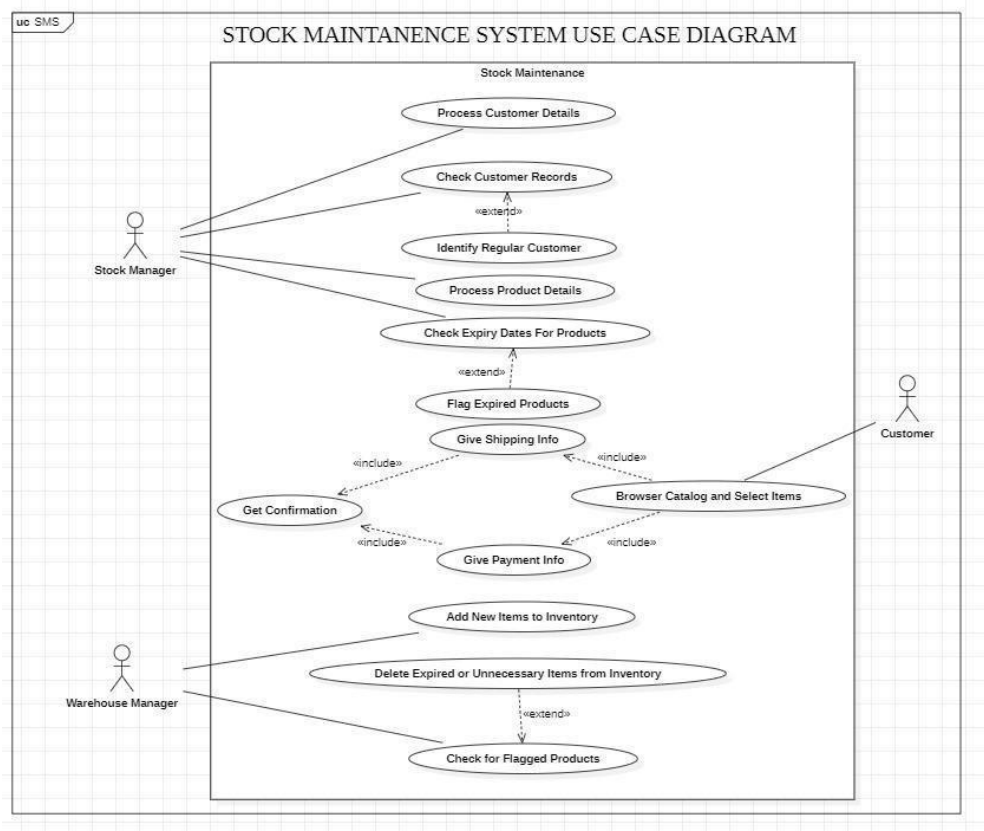 uc SMS
STOCK MAINTANENCE SYSTEM USE CASE DIAGRAM
Stock Maintenance
Process Customer Details
Check Customer Records
«extend»
Identify Regular Customer
Stock Manager
Process Product Details
Check Expiry Dates For Products
«extend»
Flag Expired Products
Customer
Give Shipping Info
«include»
«include»
Browser Catalog and Select Items
Get Confirmation
«include»
«include»
Give Payment Info
Add New Items to Inventory
Delete Expired or Unnecessary Items from Inventory
Warehouse Manager
«extend»
Check for Flagged Products